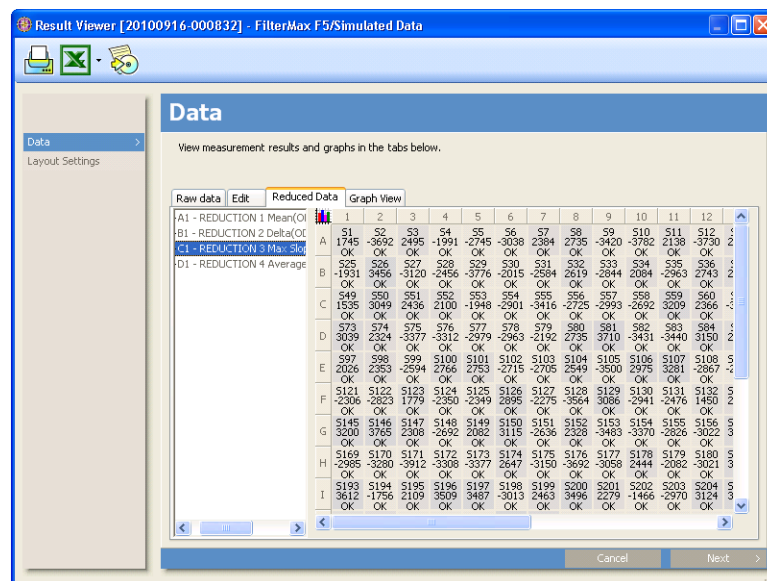 Result Viewer [20100916-000832] - FilterMax F5/Simulated Data
Data
Data >
Layout Settings
View measurement results and graphs in the tabs below.
Raw data Edit Reduced Data Graph View
A1 - REDUCTION 1 Mean(O
B1 - REDUCTION 2 Delta(OD
C1 - REDUCTION 3 Max Slop
D1 - REDUCTION 4 Average
1 2 3 4 5 6 7 8 9 10 11 12
S1 S2 S3 S4 S5 S6 S7 S8 S9 S10 S11 S12
A 1745 -3692 2495 -1991 -2745 -3038 2384 2735 -3420 -3782 2138 -3730
OK OK OK OK OK OK OK OK OK OK OK OK
S25 S26 S27 S28 S29 S30 S31 S32 S33 S34 S35 S36
B -1931 3456 -3120 -2456 -3776 -2015 -2584 2619 -2844 2084 -2963 2743
OK OK OK OK OK OK OK OK OK OK OK OK
S49 S50 S51 S52 S53 S54 S55 S56 S57 S58 S59 S60
C 1535 3049 2436 2100 -1948 -2901 -3416 -2725 -2993 -2692 3209 2366
OK OK OK OK OK OK OK OK OK OK OK OK
S73 S74 S75 S76 S77 S78 S79 S80 S81 S82 S83 S84
D 3039 2324 -3377 -3312 -2979 -2963 -2192 2735 3710 -3431 -3440 3150
OK OK OK OK OK OK OK OK OK OK OK OK
S97 S98 S99 S100 S101 S102 S103 S104 S105 S106 S107 S108
E 2026 2353 -2594 2766 2753 -2715 -2705 2549 -3500 2975 3281 -2867
OK OK OK OK OK OK OK OK OK OK OK OK
S121 S122 S123 S124 S125 S126 S127 S128 S129 S130 S131 S132
F -2306 -2823 1779 -2350 -2349 2895 -2275 -3564 3086 -2941 -2476 1450
OK OK OK OK OK OK OK OK OK OK OK OK
S145 S146 S147 S148 S149 S150 S151 S152 S153 S154 S155 S156
G 3200 3765 2308 -2692 2082 3115 -2636 2328 -3483 -3370 -2826 -3022
OK OK OK OK OK OK OK OK OK OK OK OK
S169 S170 S171 S172 S173 S174 S175 S176 S177 S178 S179 S180
H -2985 -3280 -3912 -3308 -3377 2647 -3150 -3692 -3058 2444 -2082 -3021
OK OK OK OK OK OK OK OK OK OK OK OK
S193 S194 S195 S196 S197 S198 S199 S200 S201 S202 S203 S204
I 3612 -1756 2109 3509 3487 -3013 2463 3496 2279 -1466 -2970 3124
OK OK OK OK OK OK OK OK OK OK OK OK
Cancel Next >